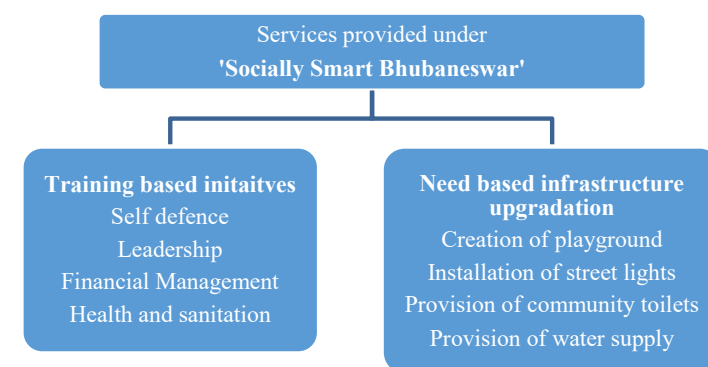 Services provided under
'Socially Smart Bhubaneswar'
Training based initaitves
Self defence
Leadership
Financial Management
Health and sanitation
Need based infrastructure
upgradation
Creation of playground
Installation of street lights
Provision of community toilets
Provision of water supply